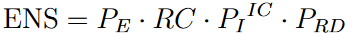 ENS = P_E · RC · P_I^{IC} · P_{RD}